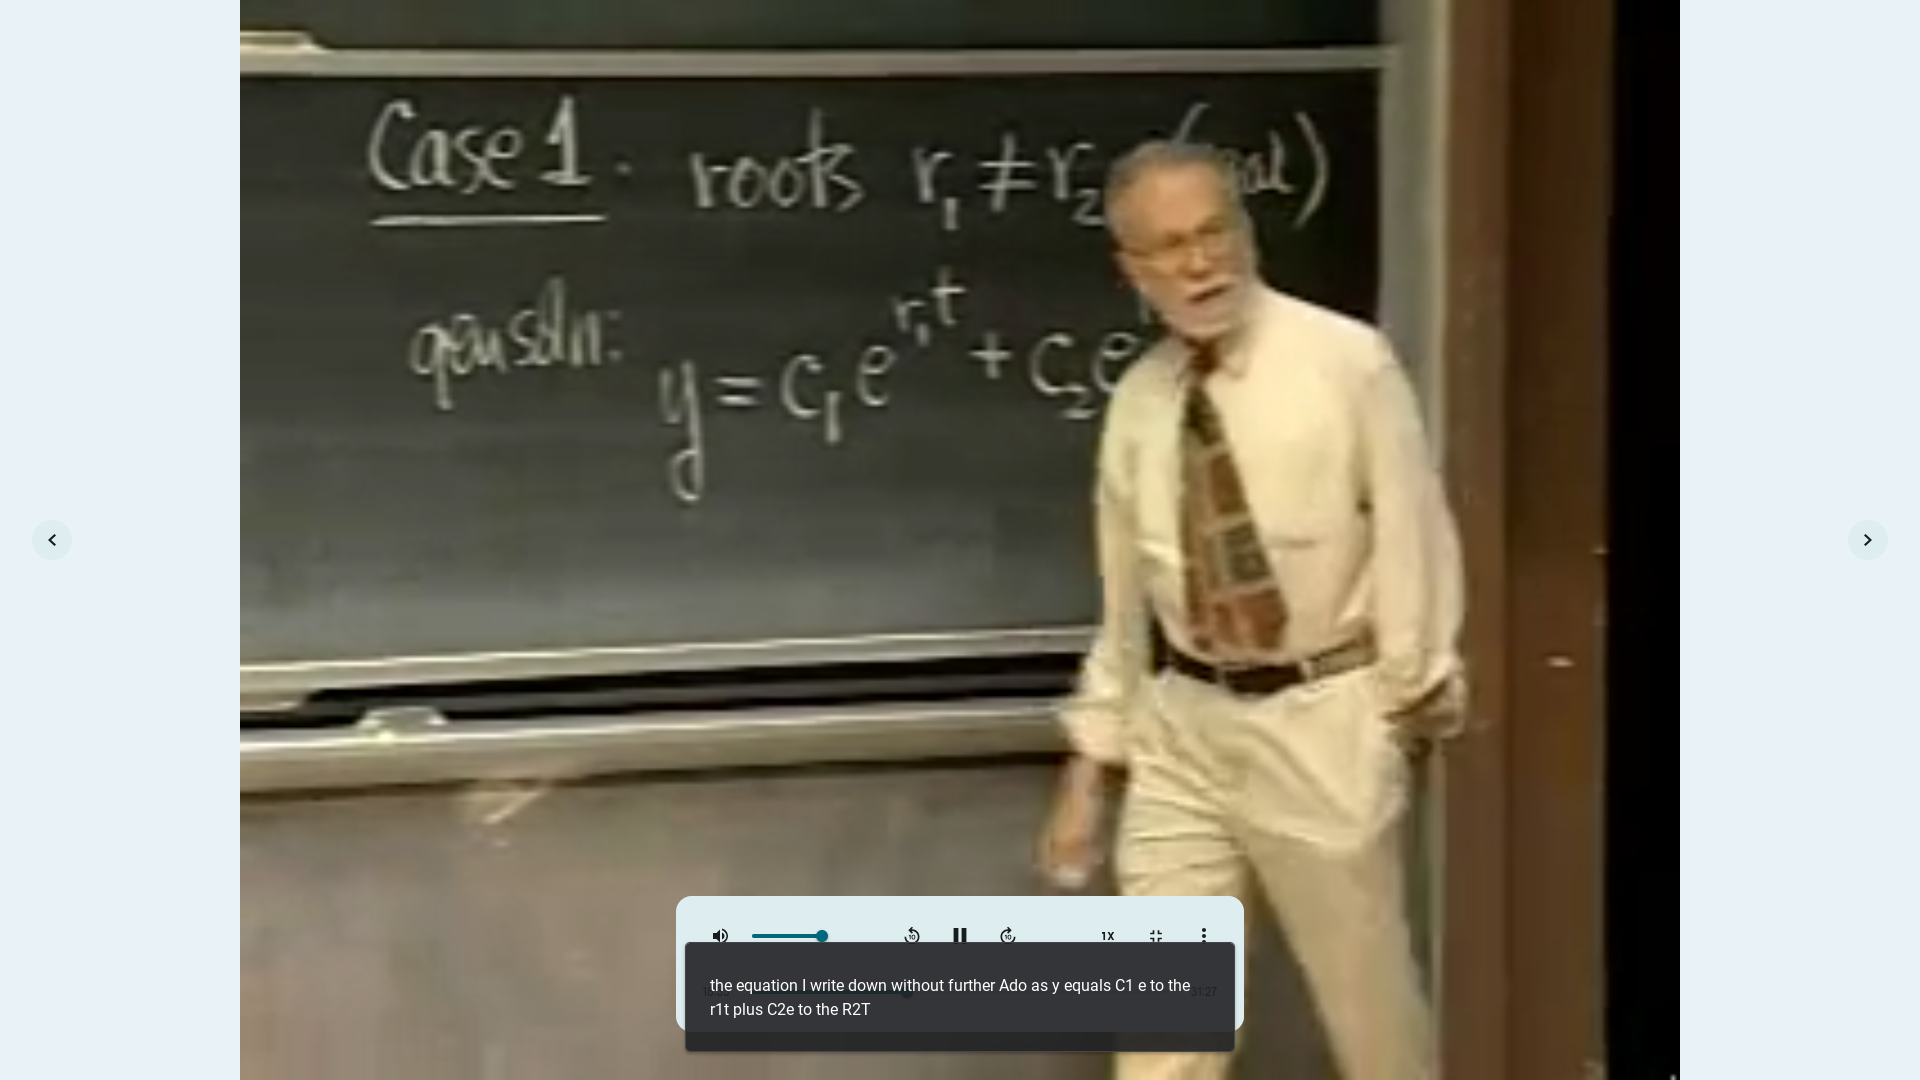 Case 1. roots r₁ ≠ r₂
gen soln:
y = c₁e^{r₁t} + c₂e
1X
the equation I write down without further Ado as y equals C1 e to the
r1t plus C2e to the R2T